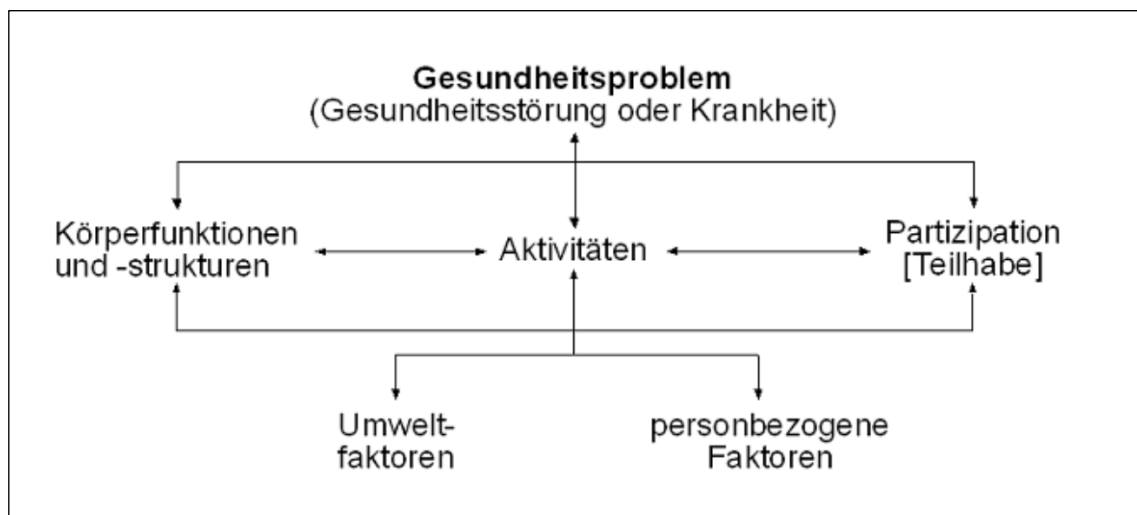 Gesundheitsproblem
(Gesundheitsstörung oder Krankheit)
Körperfunktionen
und -strukturen
Aktivitäten
Partizipation
[Teilhabe]
Umwelt-
faktoren
personbezogene
Faktoren